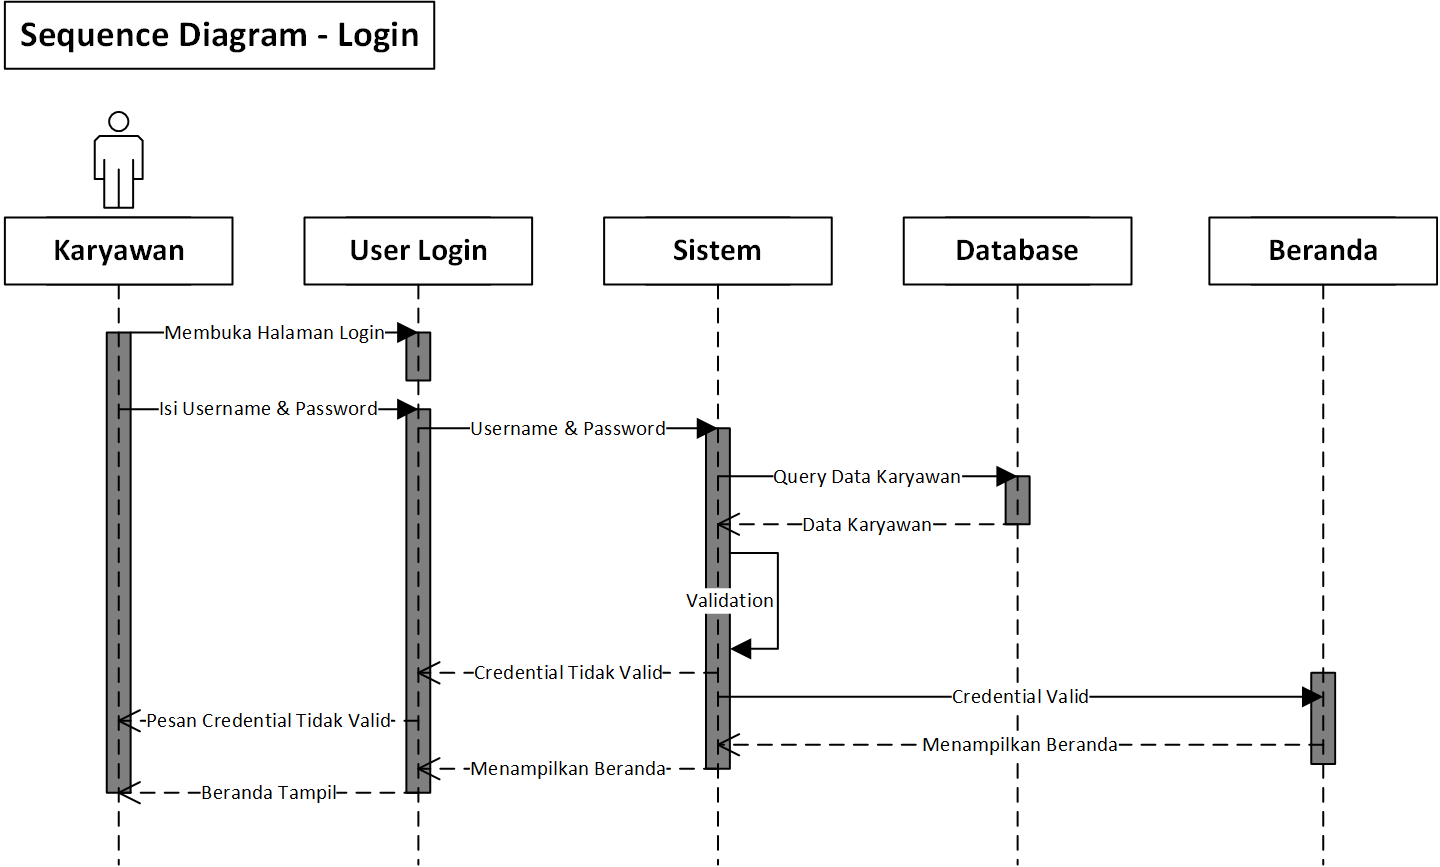 Sequence Diagram - Login
Karyawan
User Login
Sistem
Database
Beranda
Membuka Halaman Login
Isi Username & Password
Username & Password
Query Data Karyawan
Data Karyawan
Validation
Credential Tidak Valid
Credential Valid
Pesan Credential Tidak Valid
Menampilkan Beranda
Menampilkan Beranda
Beranda Tampil